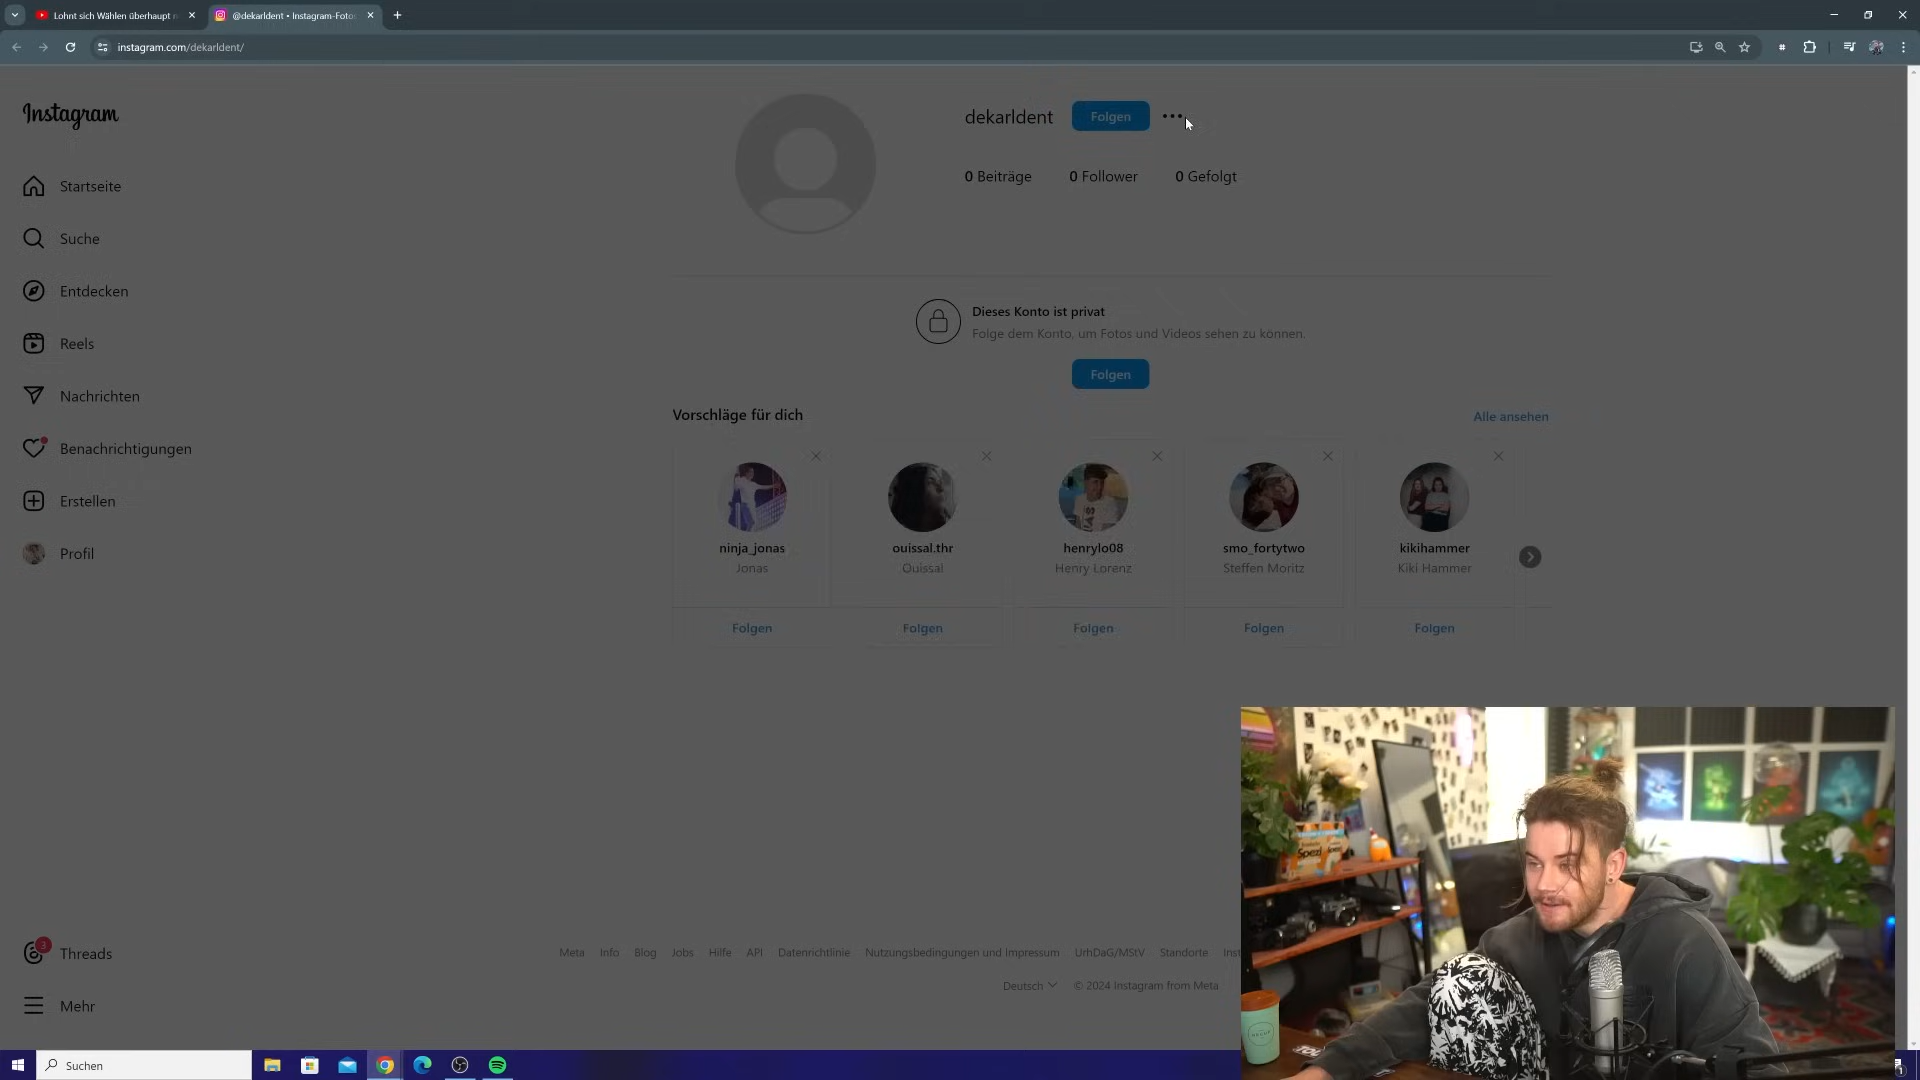 Lohnt sich Wählen überhaupt
@dekarldent • Instagram-Foto
instagram.com/dekarldent/
Instagram
Startseite
Suche
Entdecken
Reels
Nachrichten
Benachrichtigungen
Erstellen
Profil
dekarldent
Folgen
0 Beiträge
0 Follower
0 Gefolgt
Dieses Konto ist privat
Folge dem Konto, um Fotos und Videos sehen zu können.
Folgen
Vorschläge für dich
Alle ansehen
ninja_jonas
Jonas
Folgen
ouissal.thr
Ouissal
Folgen
henrylo08
Henry Lorenz
Folgen
smo_fortytwo
Steffen Moritz
Folgen
kikihammer
Kiki Hammer
Folgen
3
Threads
Mehr
Meta
Info
Blog
Jobs
Hilfe
API
Datenrichtlinie
Nutzungsbedingungen und Impressum
UrhDaG/MStV
Standorte
Inst
Deutsch
© 2024 Instagram from Meta
Spezi
Suchen